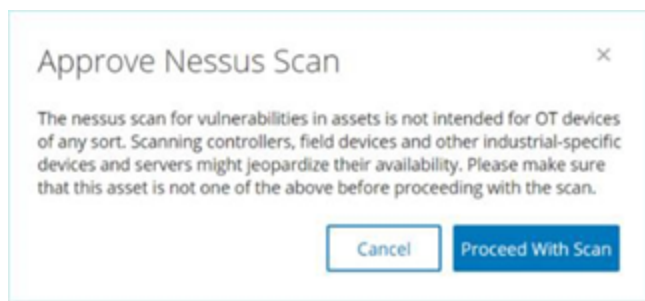 Approve Nessus Scan
The nessus scan for vulnerabilities in assets is not intended for OT devices
of any sort. Scanning controllers, field devices and other industrial-specific
devices and servers might jeopardize their availability. Please make sure
that this asset is not one of the above before proceeding with the scan.
Cancel Proceed With Scan